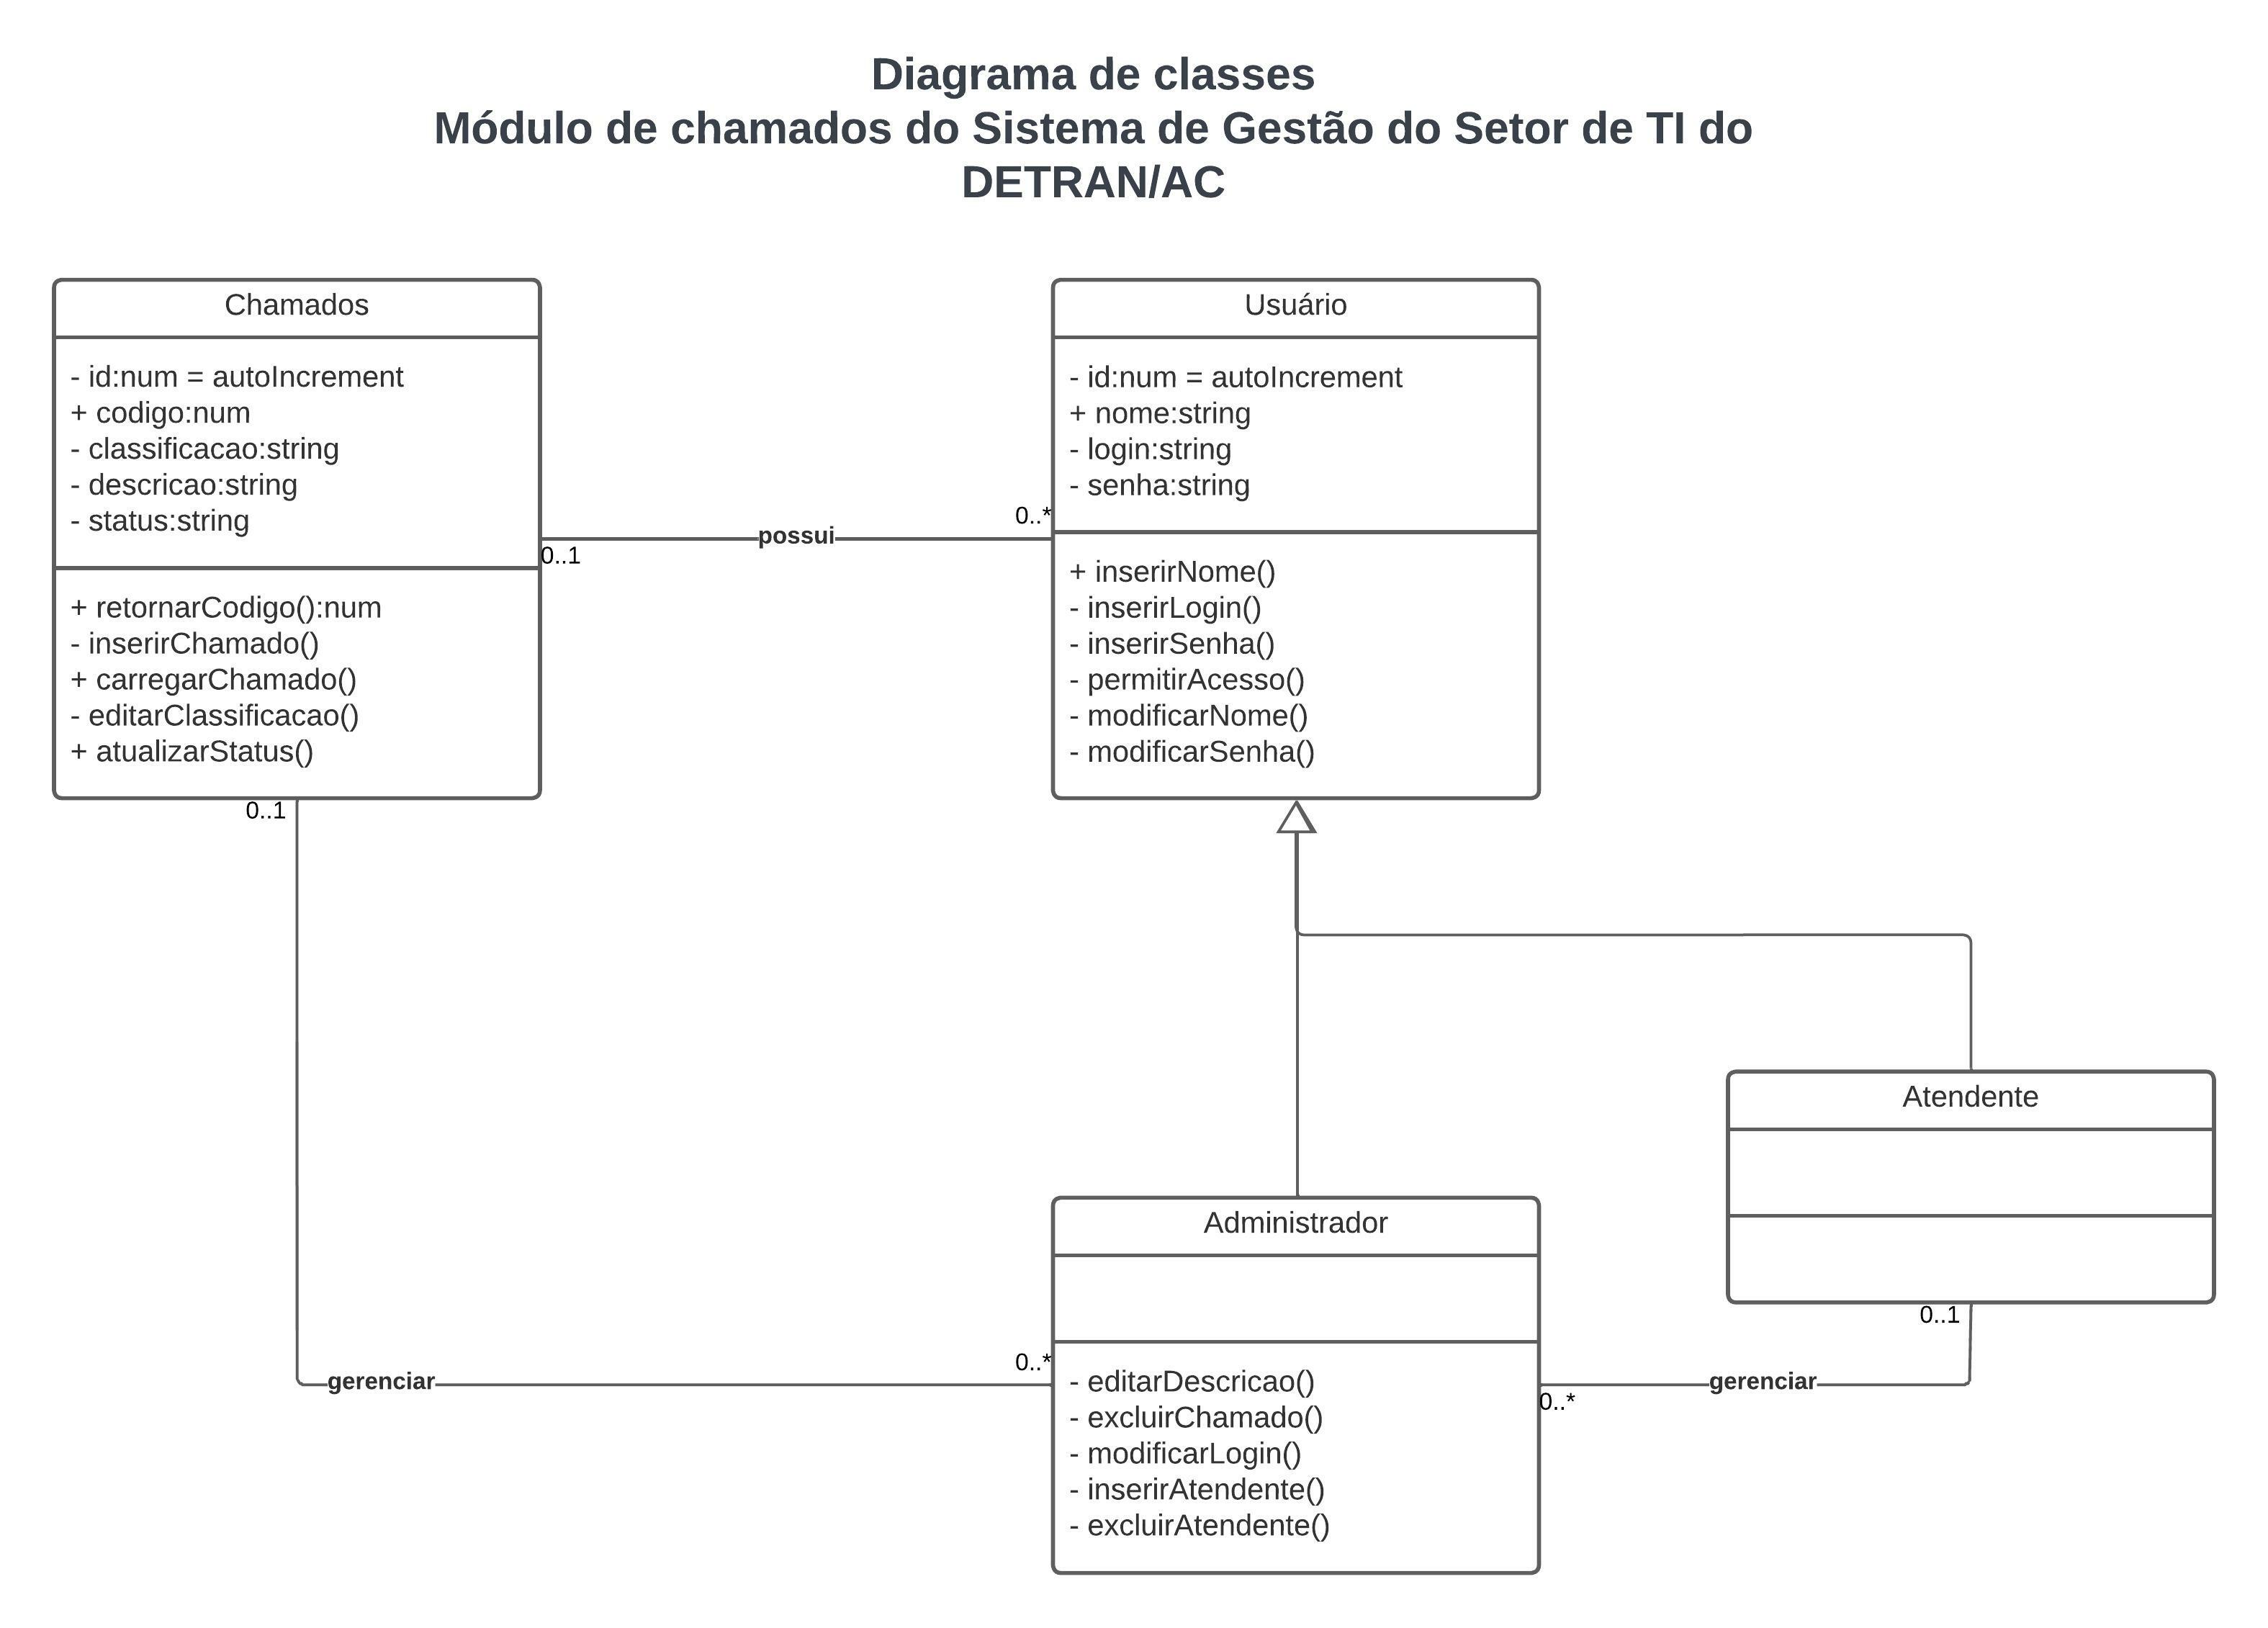 Diagrama de classes
Módulo de chamados do Sistema de Gestão do Setor de TI do
DETRAN/AC
Chamados
- id:num = autoIncrement
+ codigo:num
- classificacao:string
- descricao:string
- status:string
+ retornarCodigo():num
- inserirChamado()
+ carregarChamado()
- editarClassificacao()
+ atualizarStatus()
0..1
possui
0..*
Usuário
- id:num = autoIncrement
+ nome:string
- login:string
- senha:string
+ inserirNome()
- inserirLogin()
- inserirSenha()
- permitirAcesso()
- modificarNome()
- modificarSenha()
0..1
gerenciar
0..*
Administrador
- editarDescricao()
- excluirChamado()
- modificarLogin()
- inserirAtendente()
- excluirAtendente()
Atendente
0..1
gerenciar
0..*